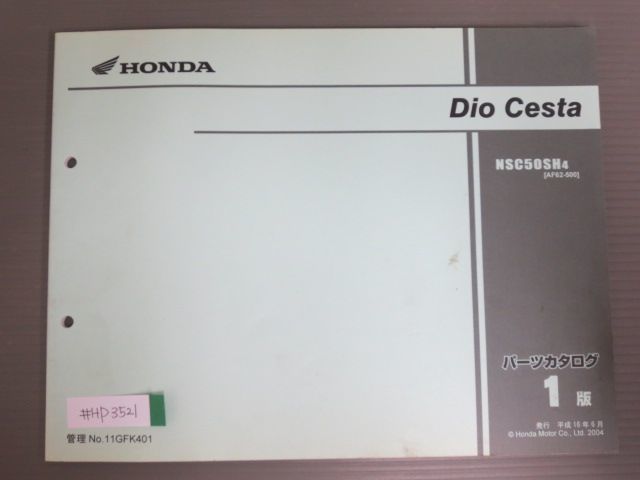 HONDA
Dio Cesta
NSC50SH4
[AF62-500]
パーツカタログ
1版
発行 平成16年6月
© Honda Motor Co., Ltd. 2004
#HD3521
管理 No.11GFK401